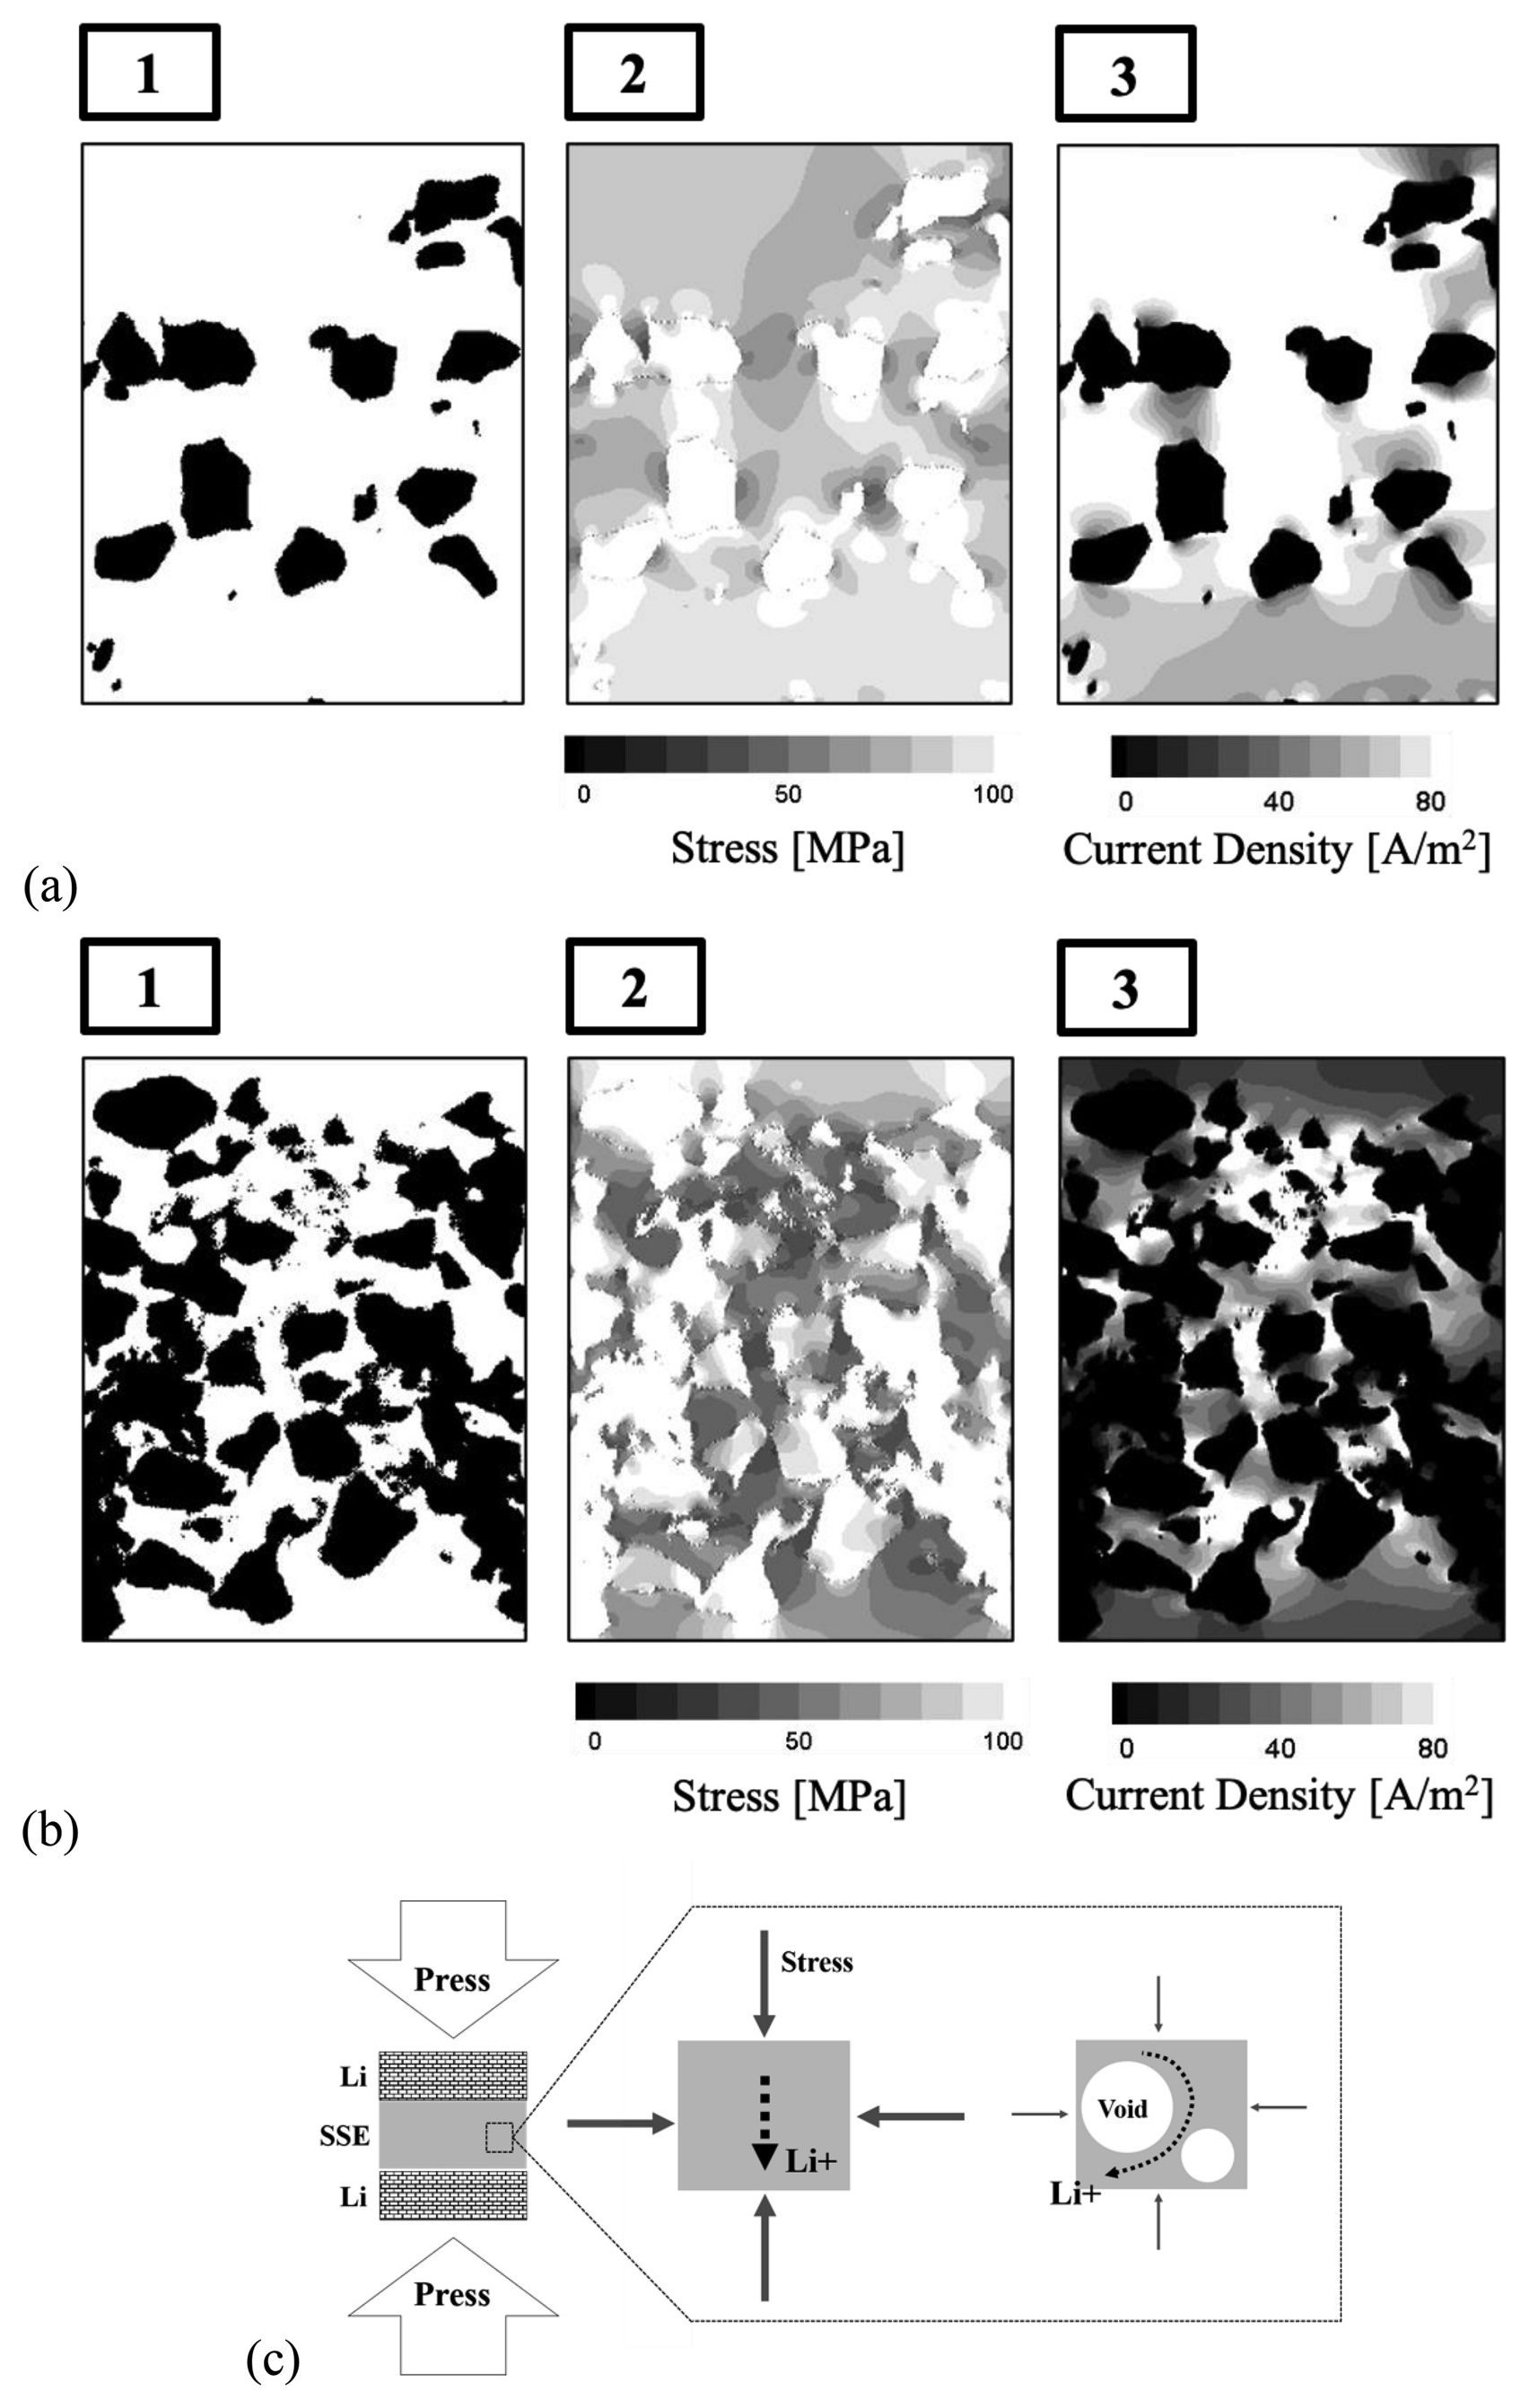 1 2 3
0 50 100 0 40 80
Stress [MPa] Current Density [A/m²]
(a)
1 2 3
0 50 100 0 40 80
Stress [MPa] Current Density [A/m²]
(b)
Press
Stress
Li
Void
SSE
Li+
Li
Li+
Press
(c)